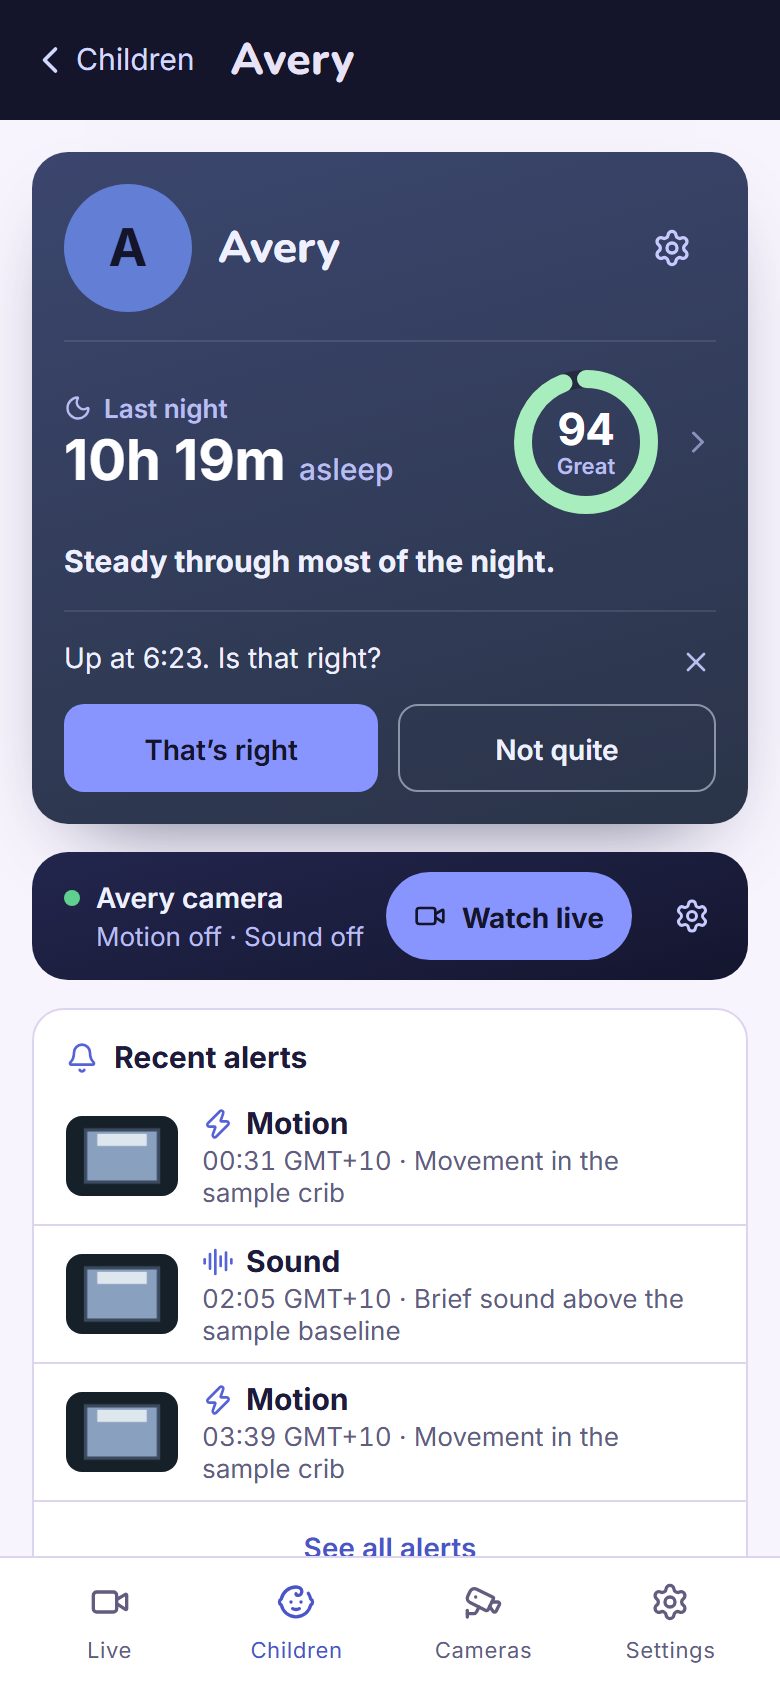 Children Avery
A Avery
Last night
10h 19m asleep
94
Great
Steady through most of the night.
Up at 6:23. Is that right?
That’s right
Not quite
Avery camera
Motion off · Sound off
Watch live
Recent alerts
Motion
00:31 GMT+10 · Movement in the
sample crib
Sound
02:05 GMT+10 · Brief sound above the
sample baseline
Motion
03:39 GMT+10 · Movement in the
sample crib
See all alerts
Live Children Cameras Settings